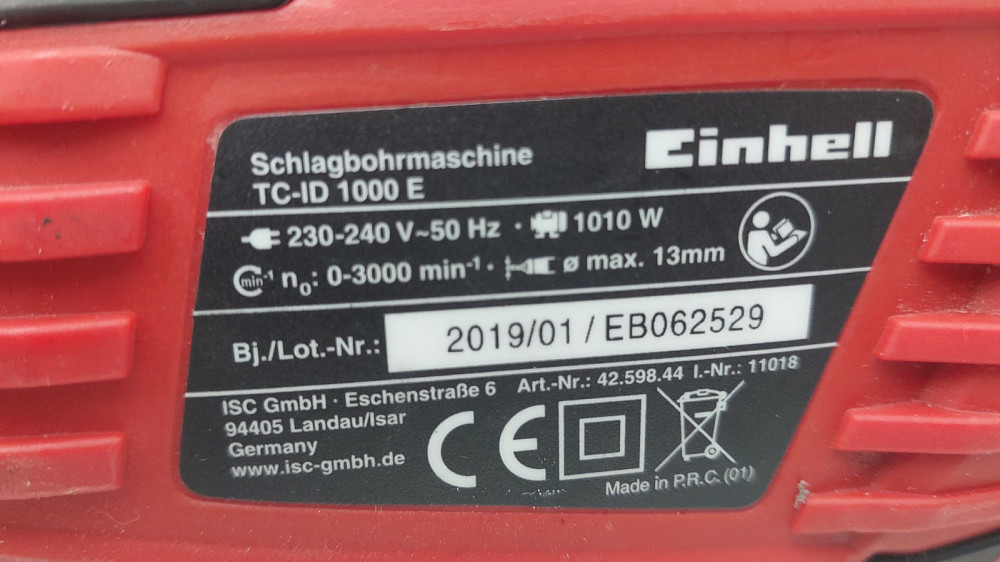 Schlagbohrmaschine
TC-ID 1000 E
Einhell
230-240 V~50 Hz · 1010 W
min-1 n0: 0-3000 min-1 · ø max. 13mm
Bj./Lot.-Nr.: 2019/01 / EB062529
ISC GmbH · Eschenstraße 6 Art.-Nr.: 42.598.44 I.-Nr.: 11018
94405 Landau/Isar
Germany
www.isc-gmbh.de
CE
Made in P.R.C. (01)